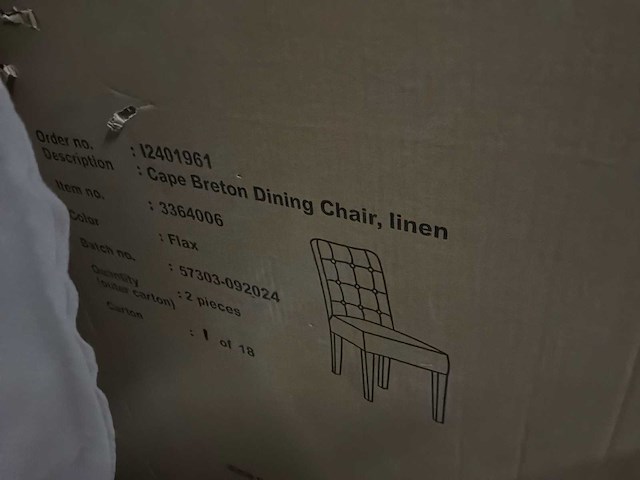 Order no. : I2401961
Description : Cape Breton Dining Chair, linen
Item no. : 3364006
Color : Flax
Batch no. : 57303-092024
Quantity (outer carton) : 2 pieces
Carton : 1 of 18